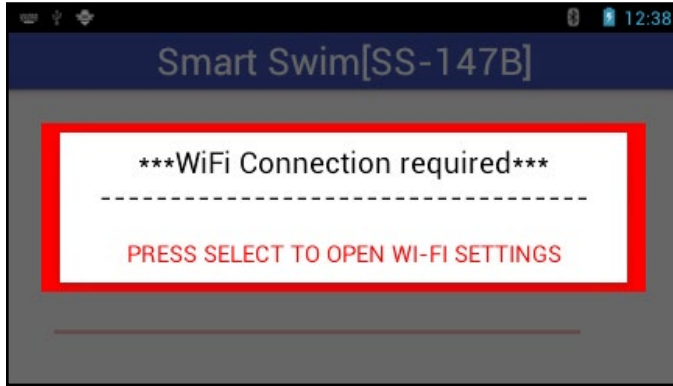 12:38
Smart Swim[SS-147B]
***WiFi Connection required***
------------------------------------
PRESS SELECT TO OPEN WI-FI SETTINGS